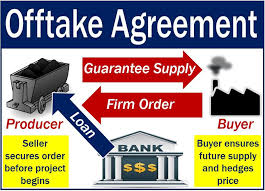 Offtake Agreement
Guarantee Supply
Firm Order
Producer
Loan
Buyer
Seller
secures order
before project
begins
BANK
$$$
Buyer ensures
future supply
and hedges
price